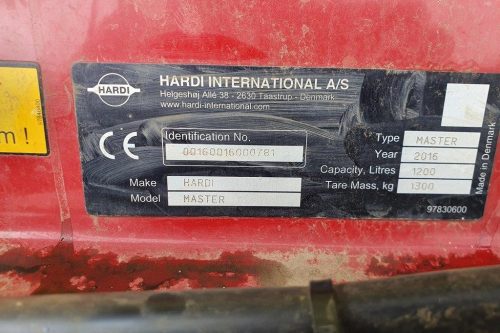 HARDI
HARDI INTERNATIONAL A/S
Helgeshøj Allé 38 - 2630 Taastrup - Denmark
www.hardi-international.com
m!
CE
Identification No.
00160016000781
Make HARDI
Model MASTER
Type MASTER
Year 2016
Capacity, Litres 1200
Tare Mass, kg 1300
Made in Denmark
97830600